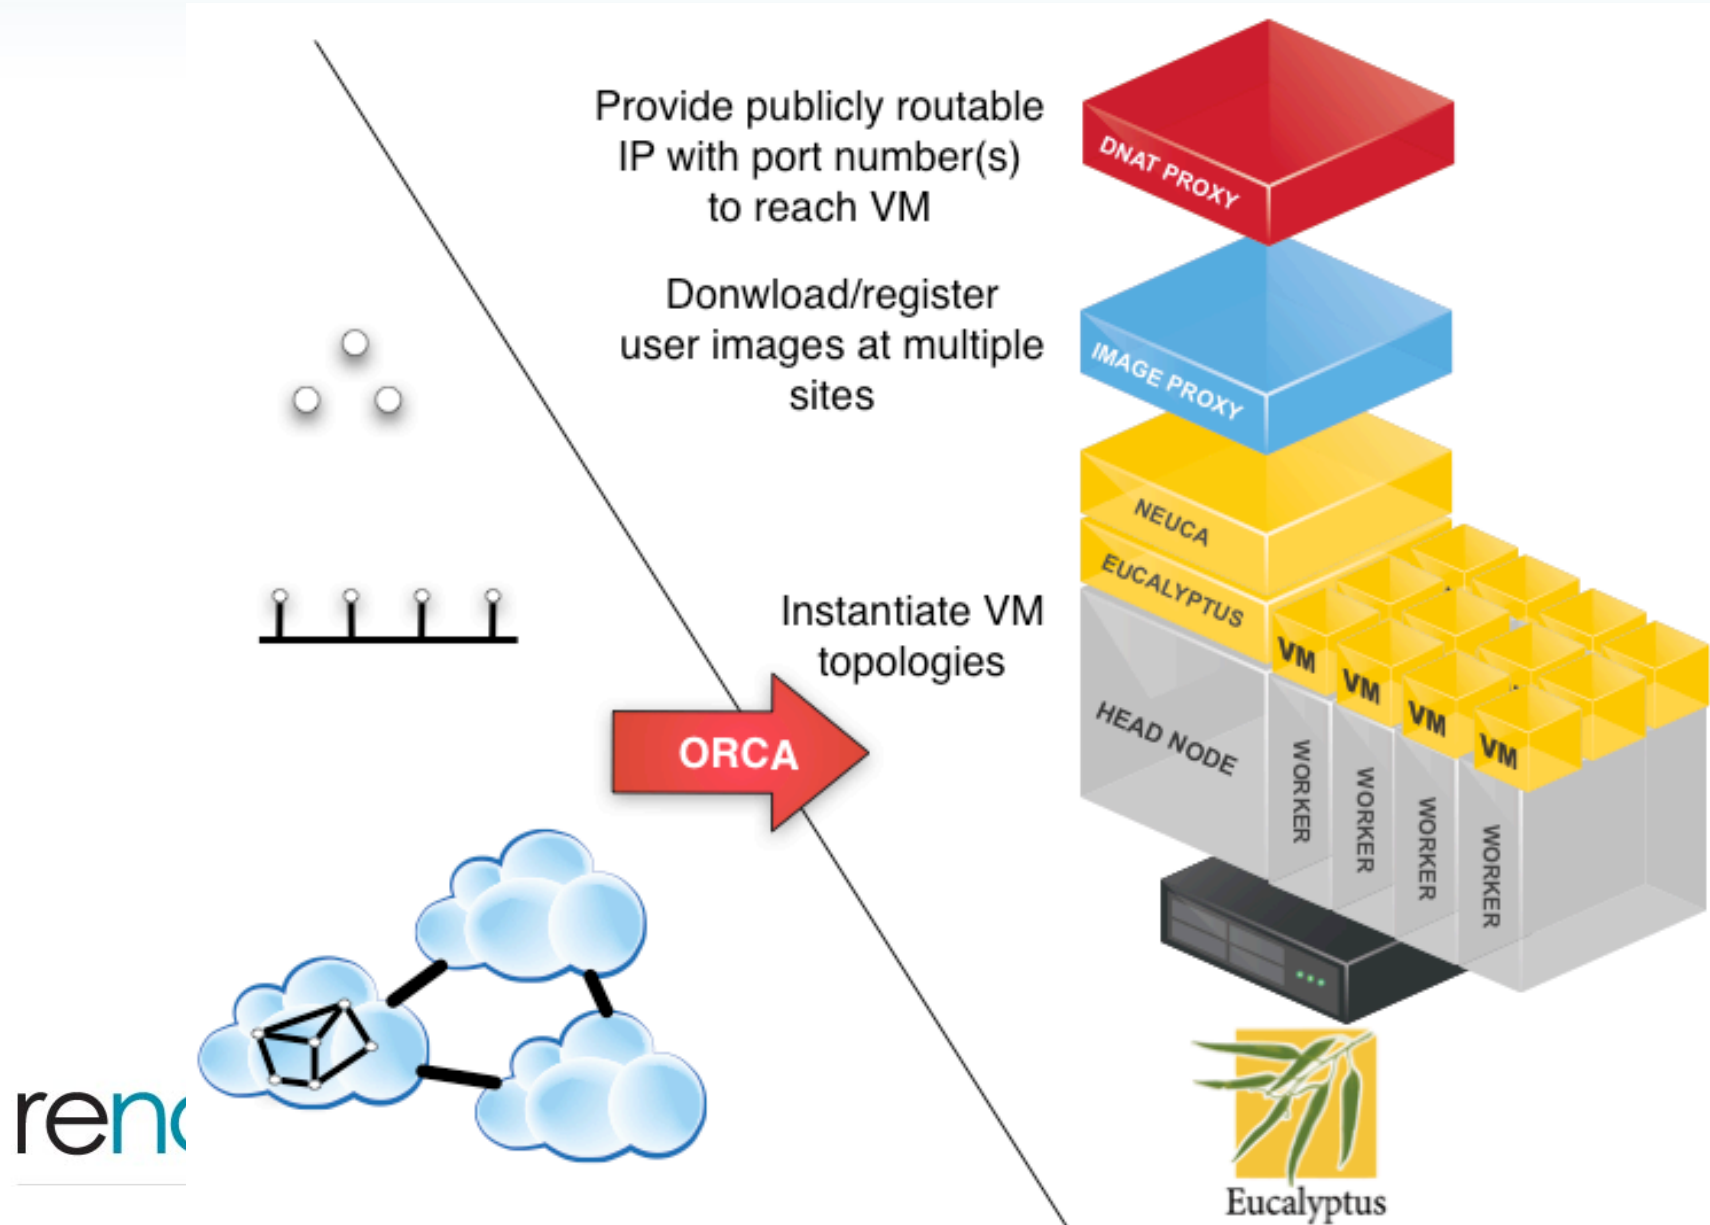 Provide publicly routable
IP with port number(s)
to reach VM
DNAT PROXY
Donwload/register
user images at multiple
sites
IMAGE PROXY
NEUCA
EUCALYPTUS
Instantiate VM
topologies
VM
VM
VM
VM
ORCA
HEAD NODE
WORKER
WORKER
WORKER
WORKER
Eucalyptus